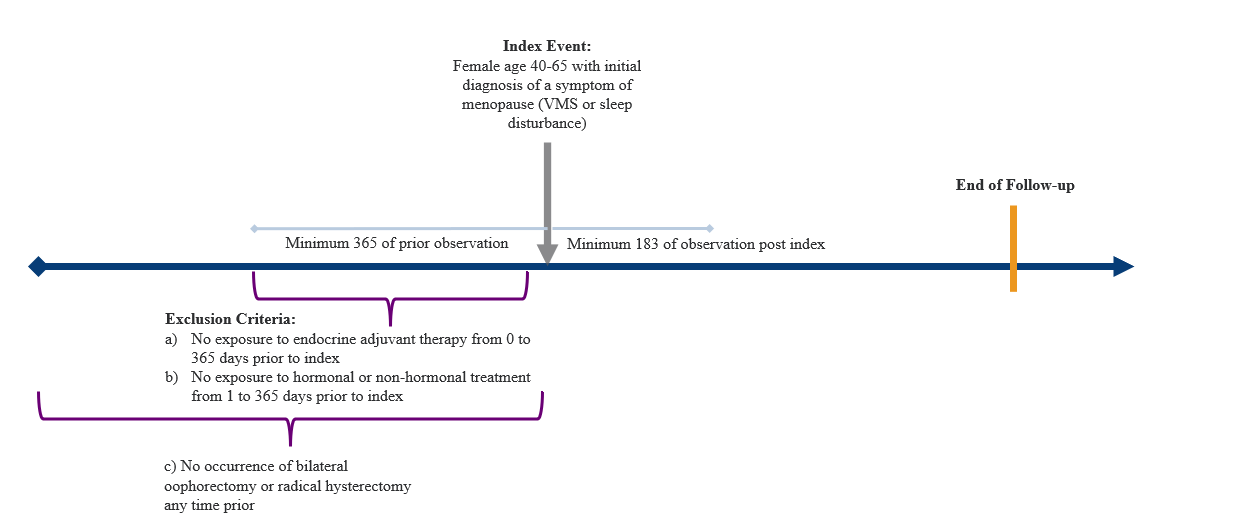 Index Event:
Female age 40-65 with initial
diagnosis of a symptom of
menopause (VMS or sleep
disturbance)
End of Follow-up
Minimum 365 of prior observation
Minimum 183 of observation post index
Exclusion Criteria:
a) No exposure to endocrine adjuvant therapy from 0 to
365 days prior to index
b) No exposure to hormonal or non-hormonal treatment
from 1 to 365 days prior to index
c) No occurrence of bilateral
oophorectomy or radical hysterectomy
any time prior